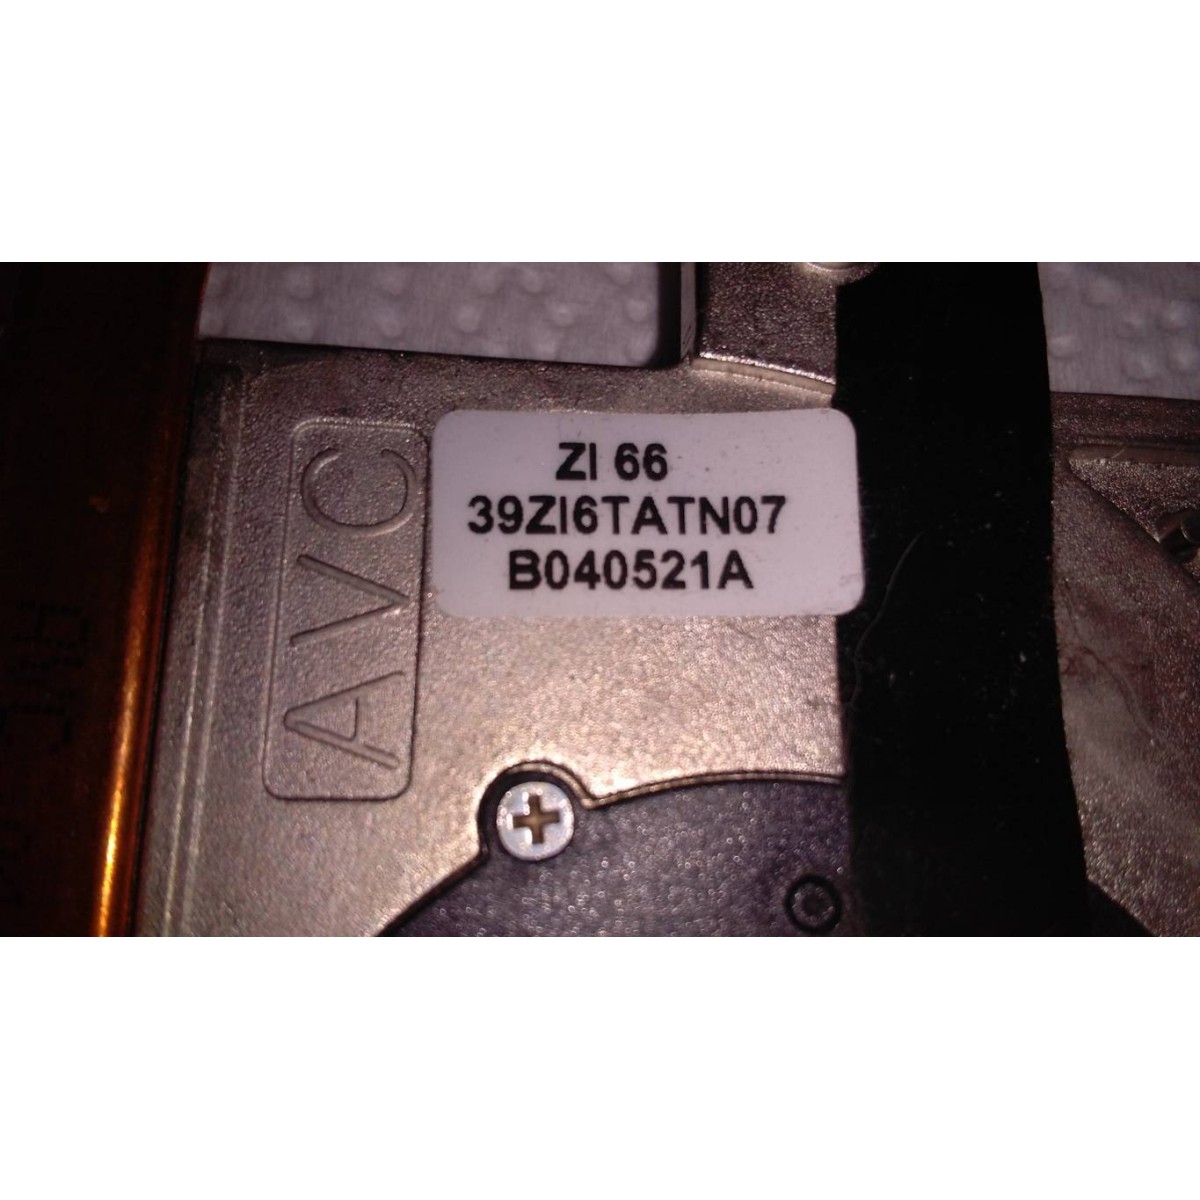 ZI 66
39ZI6TATN07
B040521A
AVC